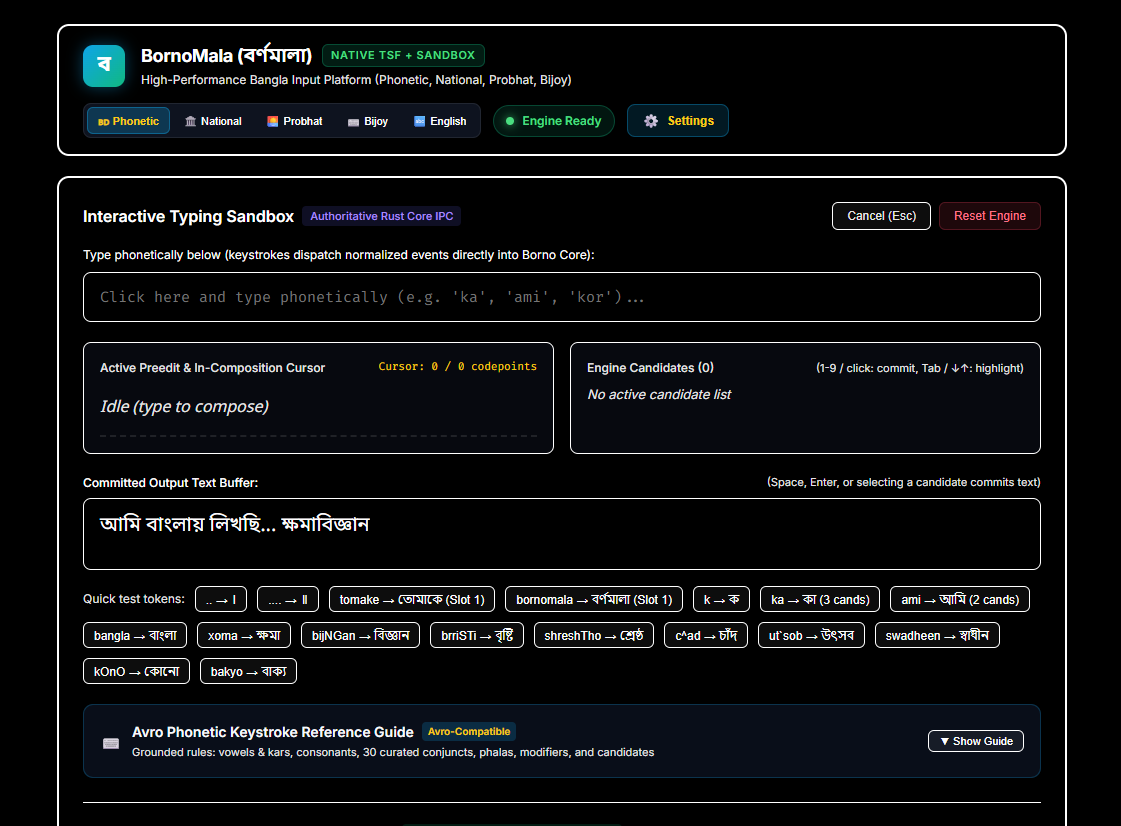 ব
BornoMala (বর্ণমালা) NATIVE TSF + SANDBOX
High-Performance Bangla Input Platform (Phonetic, National, Probhat, Bijoy)
BD Phonetic National Probhat Bijoy English Engine Ready Settings
Interactive Typing Sandbox Authoritative Rust Core IPC Cancel (Esc) Reset Engine
Type phonetically below (keystrokes dispatch normalized events directly into Borno Core):
Click here and type phonetically (e.g. 'ka', 'ami', 'kor')...
Active Preedit & In-Composition Cursor Cursor: 0 / 0 codepoints
Idle (type to compose)
Engine Candidates (0) (1-9 / click: commit, Tab / ↓↑: highlight)
No active candidate list
Committed Output Text Buffer: (Space, Enter, or selecting a candidate commits text)
আমি বাংলায় লিখছি... ক্ষমাবিজ্ঞান
Quick test tokens: .. → । .... → ॥ tomake → তোমাকে (Slot 1) bornomala → বর্ণমালা (Slot 1) k → ক ka → কা (3 cands) ami → আমি (2 cands)
bangla → বাংলা xoma → ক্ষমা bijNGan → বিজ্ঞান brriSTi → বৃষ্টি shreshTho → শ্রেষ্ঠ c^ad → চাঁদ ut`sob → উৎসব swadheen → স্বাধীন
kOnO → কোনো bakyo → বাক্য
Avro Phonetic Keystroke Reference Guide Avro-Compatible
Grounded rules: vowels & kars, consonants, 30 curated conjuncts, phalas, modifiers, and candidates
▼ Show Guide